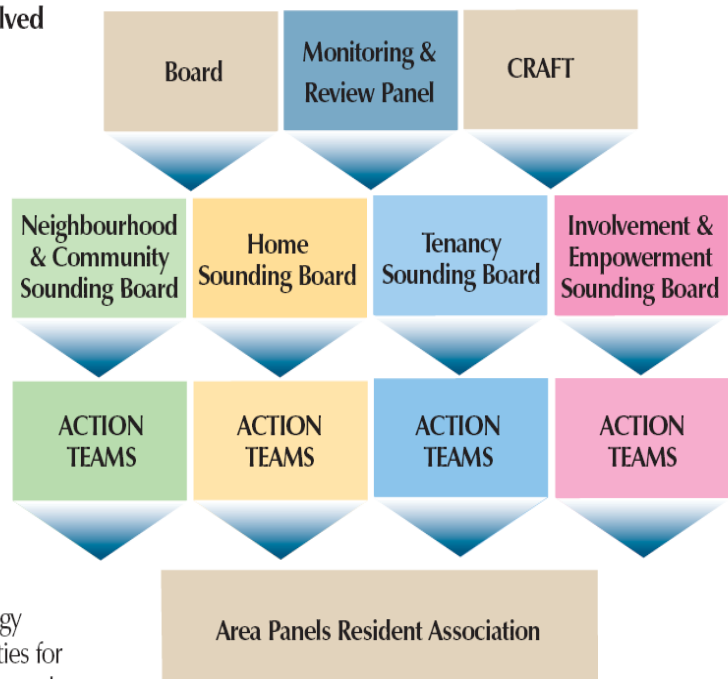 lved
Board
Monitoring &
Review Panel
CRAFT
Neighbourhood
& Community
Sounding Board
Home
Sounding Board
Tenancy
Sounding Board
Involvement &
Empowerment
Sounding Board
ACTION
TEAMS
ACTION
TEAMS
ACTION
TEAMS
ACTION
TEAMS
gy
ties for
Area Panels Resident Association